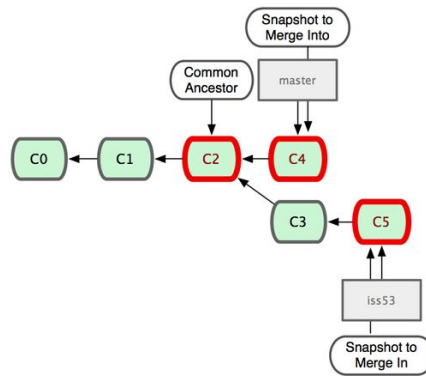 Snapshot to
Merge Into
Common
Ancestor
master
C0
C1
C2
C4
C3
C5
iss53
Snapshot to
Merge In